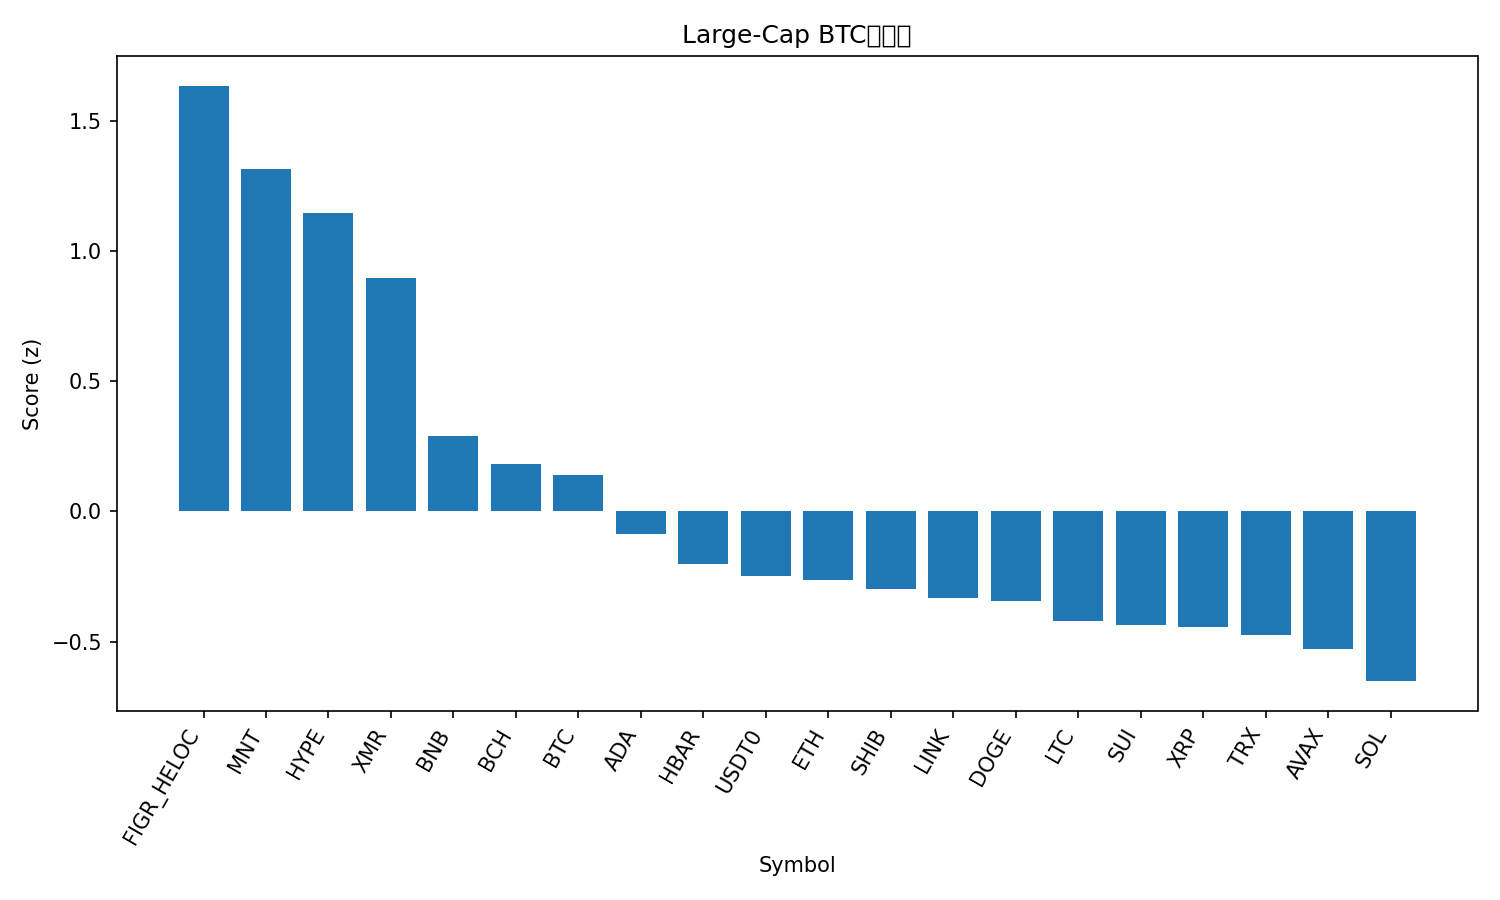 Large-Cap BTC
Score (z)
1.5
1.0
0.5
0.0
−0.5
FIGR_HELOC
MNT
HYPE
XMR
BNB
BCH
BTC
ADA
HBAR
USDT0
ETH
SHIB
LINK
DOGE
LTC
SUI
XRP
TRX
AVAX
SOL
Symbol